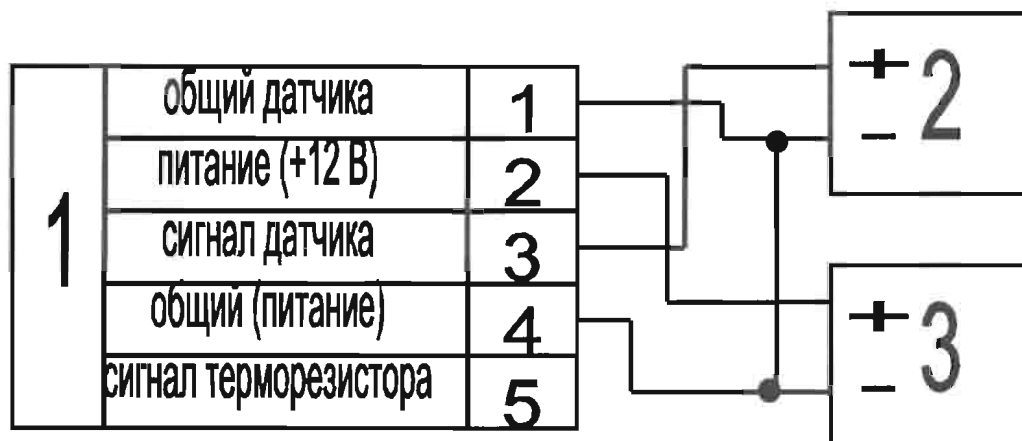 1
общий датчика 1
питание (+12 В) 2
сигнал датчика 3
общий (питание) 4
сигнал терморезистора 5
+ 2
–
+ 3
–